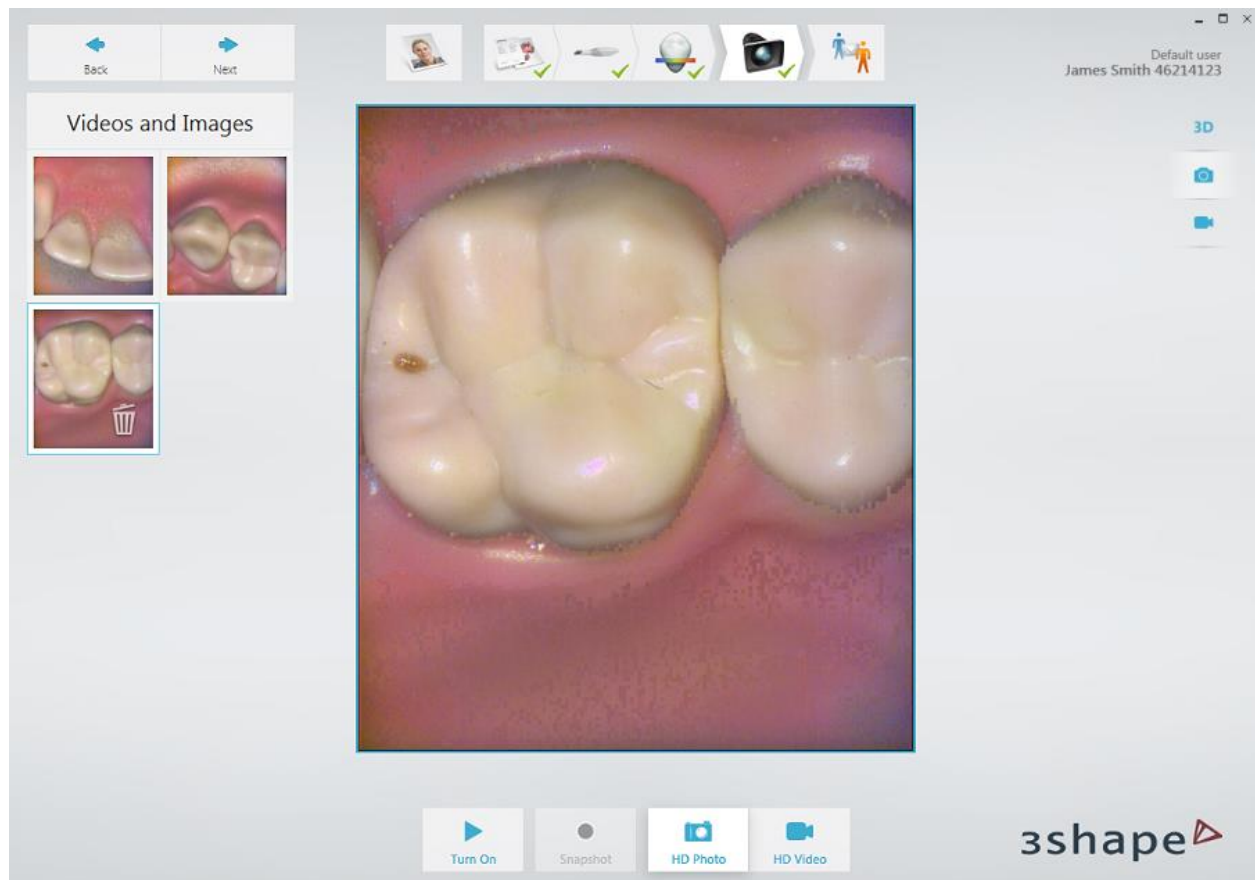 Back
Next
Default user
James Smith 46214123
Videos and Images
3D
Turn On
Snapshot
HD Photo
HD Video
3shape